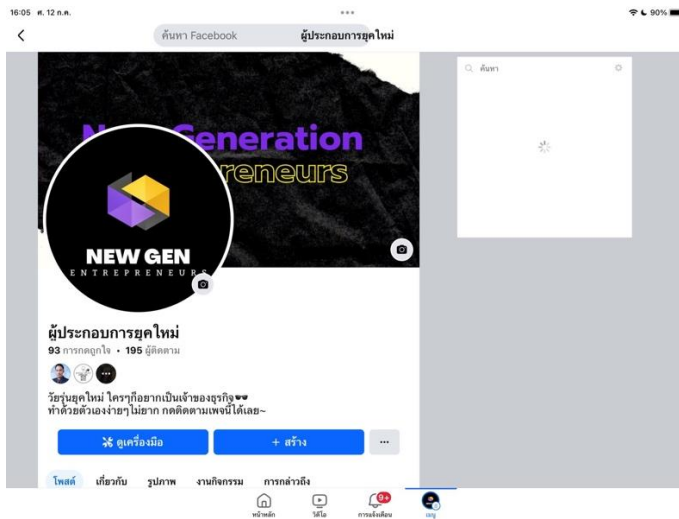 16:05 ศ. 12 ก.ค.
90%
ค้นหา Facebook
ผู้ประกอบการยุคใหม่
ค้นหา
Generation
reneurs
NEW GEN
ENTREPRENEURS
ผู้ประกอบการยุคใหม่
93 การกดถูกใจ • 195 ผู้ติดตาม
วัยรุ่นยุคใหม่ ใครๆก็อยากเป็นเจ้าของธุรกิจ🕶
ทำด้วยตัวเองง่ายๆไม่ยาก กดติดตามเพจนี้ได้เลย~
ดูเครื่องมือ
+ สร้าง
โพสต์ เกี่ยวกับ รูปภาพ งานกิจกรรม การกล่าวถึง
9+
หน้าหลัก วิดีโอ การแจ้งเตือน เมนู